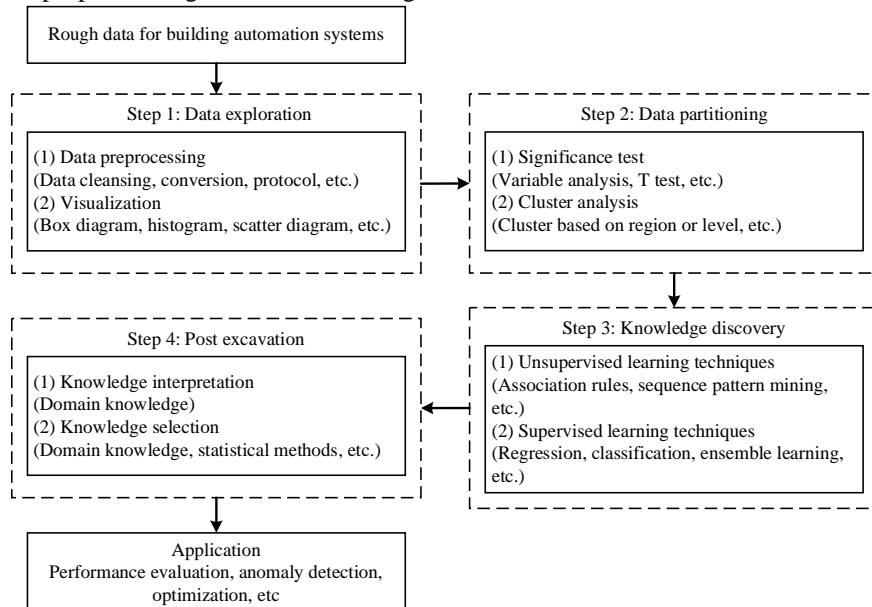 Rough data for building automation systems
Step 1: Data exploration
(1) Data preprocessing
(Data cleansing, conversion, protocol, etc.)
(2) Visualization
(Box diagram, histogram, scatter diagram, etc.)
Step 2: Data partitioning
(1) Significance test
(Variable analysis, T test, etc.)
(2) Cluster analysis
(Cluster based on region or level, etc.)
Step 3: Knowledge discovery
(1) Unsupervised learning techniques
(Association rules, sequence pattern mining,
etc.)
(2) Supervised learning techniques
(Regression, classification, ensemble learning,
etc.)
Step 4: Post excavation
(1) Knowledge interpretation
(Domain knowledge)
(2) Knowledge selection
(Domain knowledge, statistical methods, etc.)
Application
Performance evaluation, anomaly detection,
optimization, etc